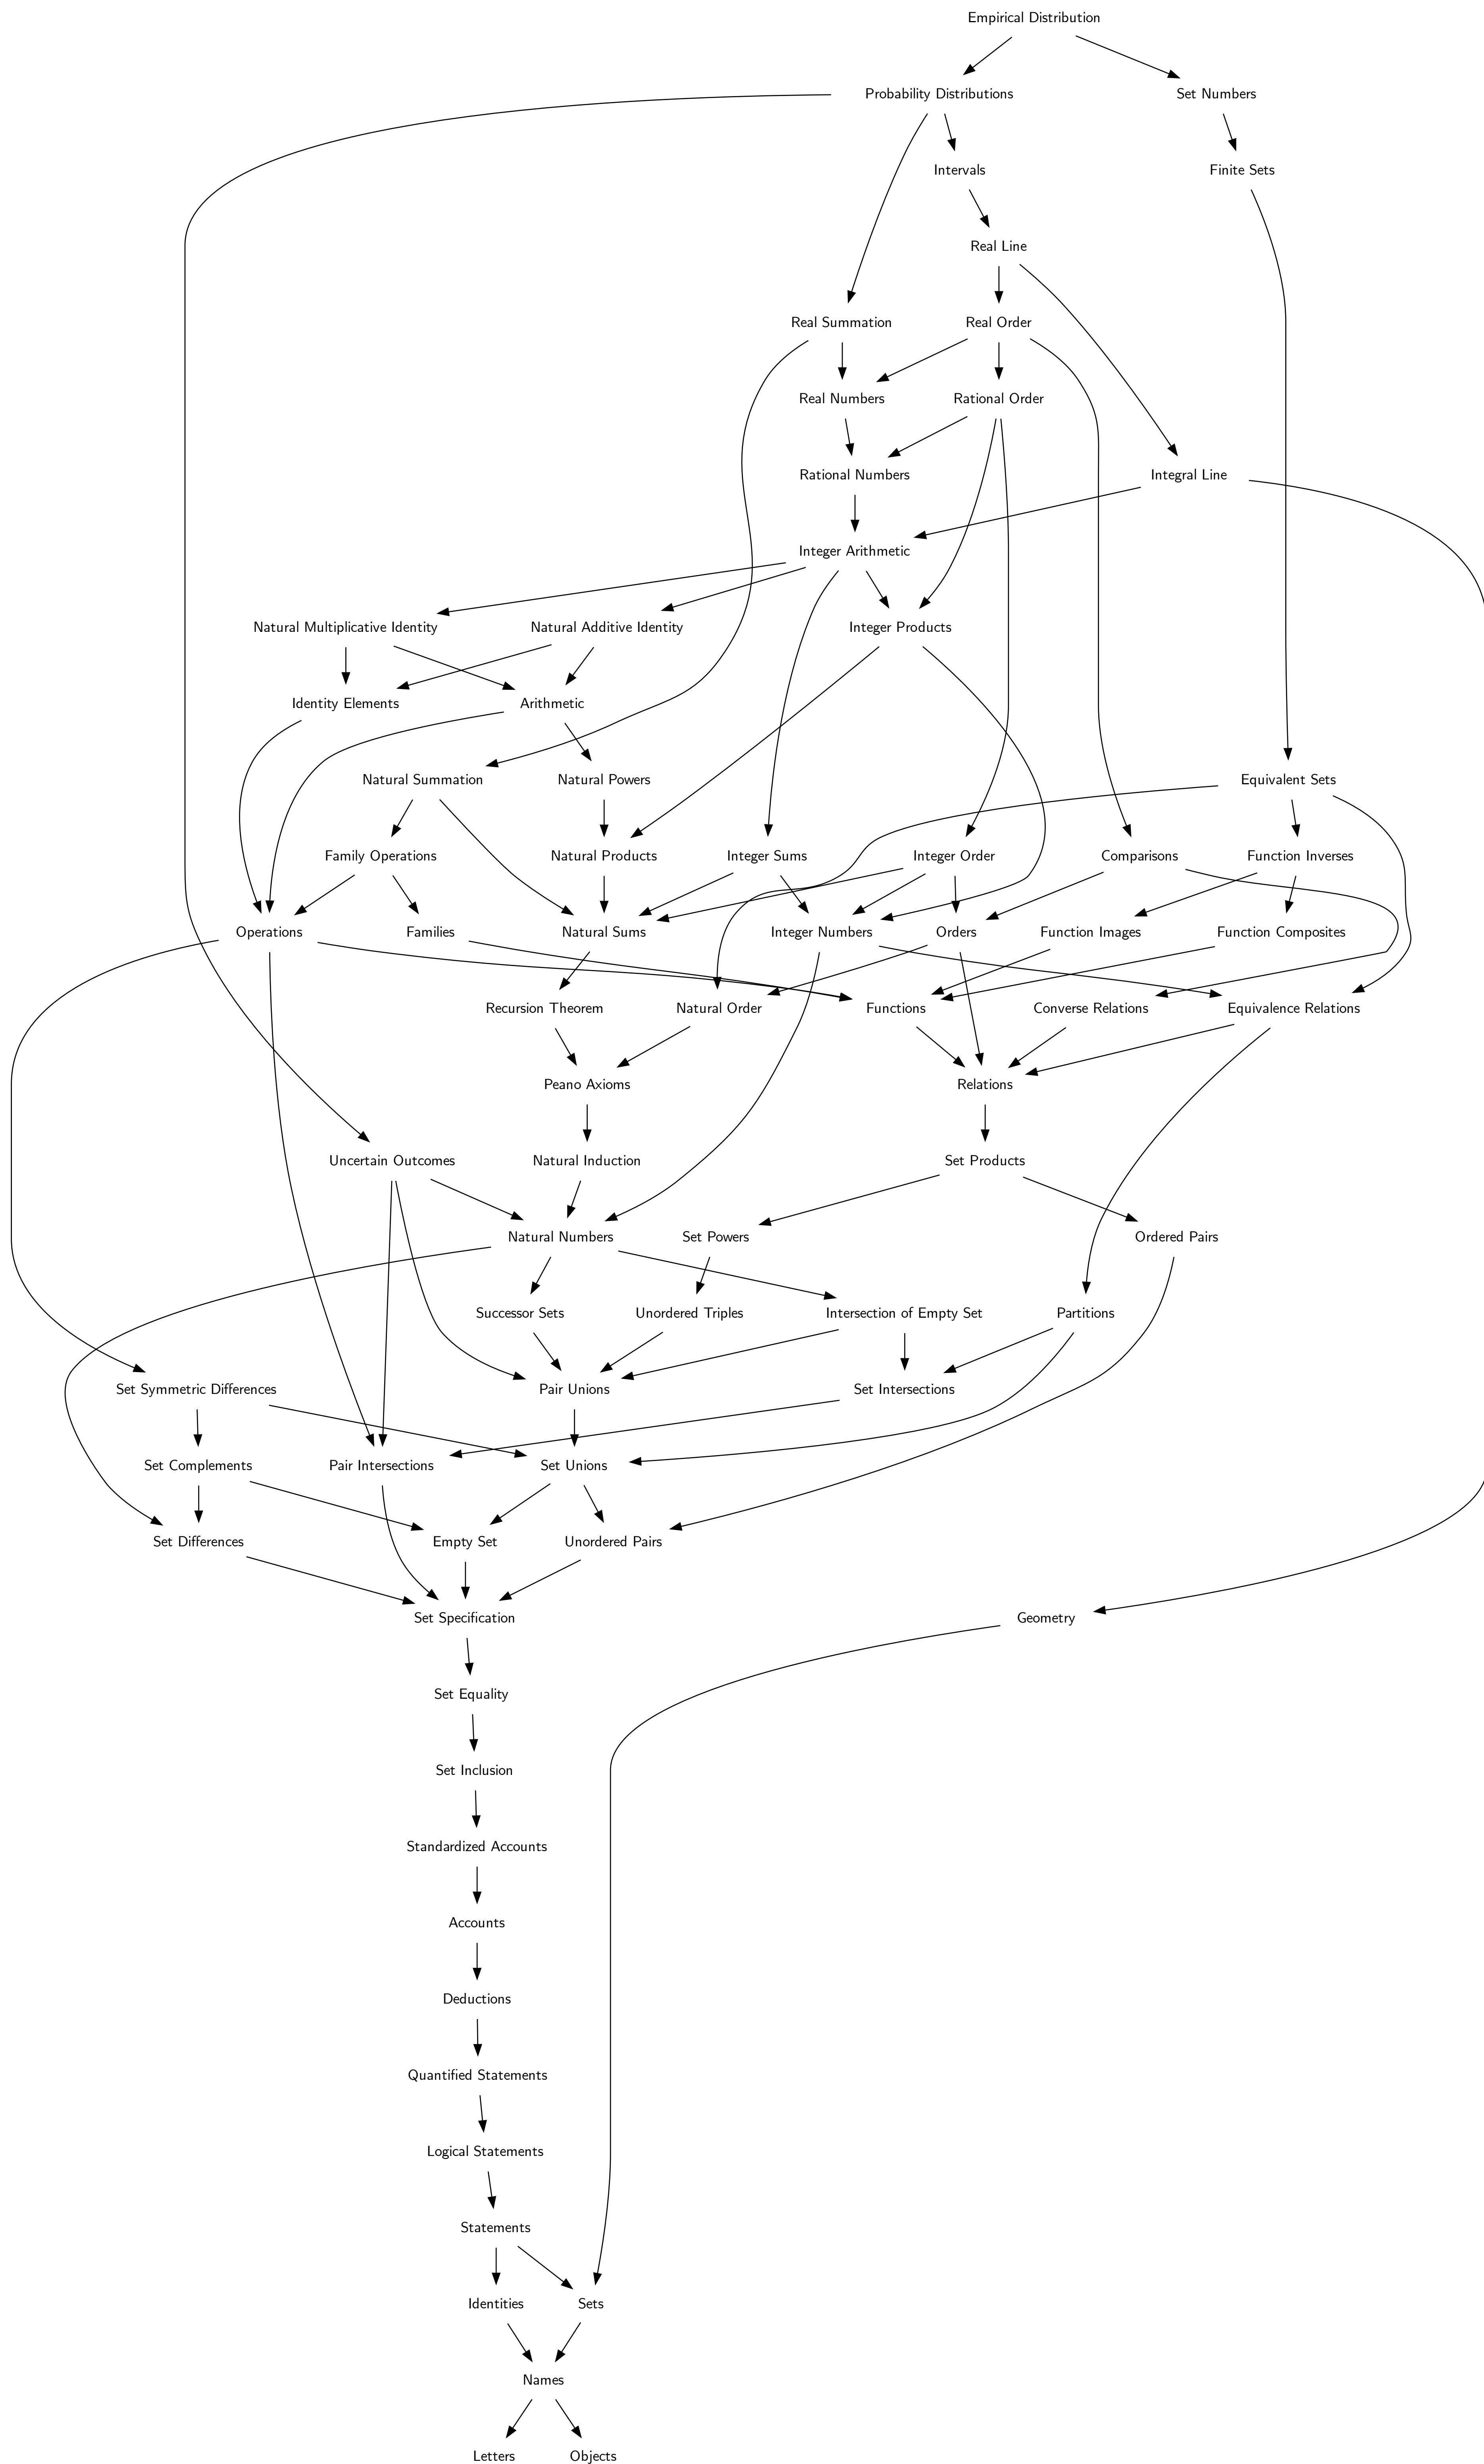 Empirical Distribution
Probability Distributions
Set Numbers
Intervals
Finite Sets
Real Line
Real Summation
Real Order
Real Numbers
Rational Order
Rational Numbers
Integral Line
Integer Arithmetic
Natural Multiplicative Identity
Natural Additive Identity
Integer Products
Identity Elements
Arithmetic
Natural Summation
Natural Powers
Equivalent Sets
Family Operations
Natural Products
Integer Sums
Integer Order
Comparisons
Function Inverses
Operations
Families
Natural Sums
Integer Numbers
Orders
Function Images
Function Composites
Recursion Theorem
Natural Order
Functions
Converse Relations
Equivalence Relations
Peano Axioms
Relations
Uncertain Outcomes
Natural Induction
Set Products
Natural Numbers
Set Powers
Ordered Pairs
Successor Sets
Unordered Triples
Intersection of Empty Set
Partitions
Set Symmetric Differences
Pair Unions
Set Intersections
Set Complements
Pair Intersections
Set Unions
Set Differences
Empty Set
Unordered Pairs
Set Specification
Geometry
Set Equality
Set Inclusion
Standardized Accounts
Accounts
Deductions
Quantified Statements
Logical Statements
Statements
Identities
Sets
Names
Letters
Objects